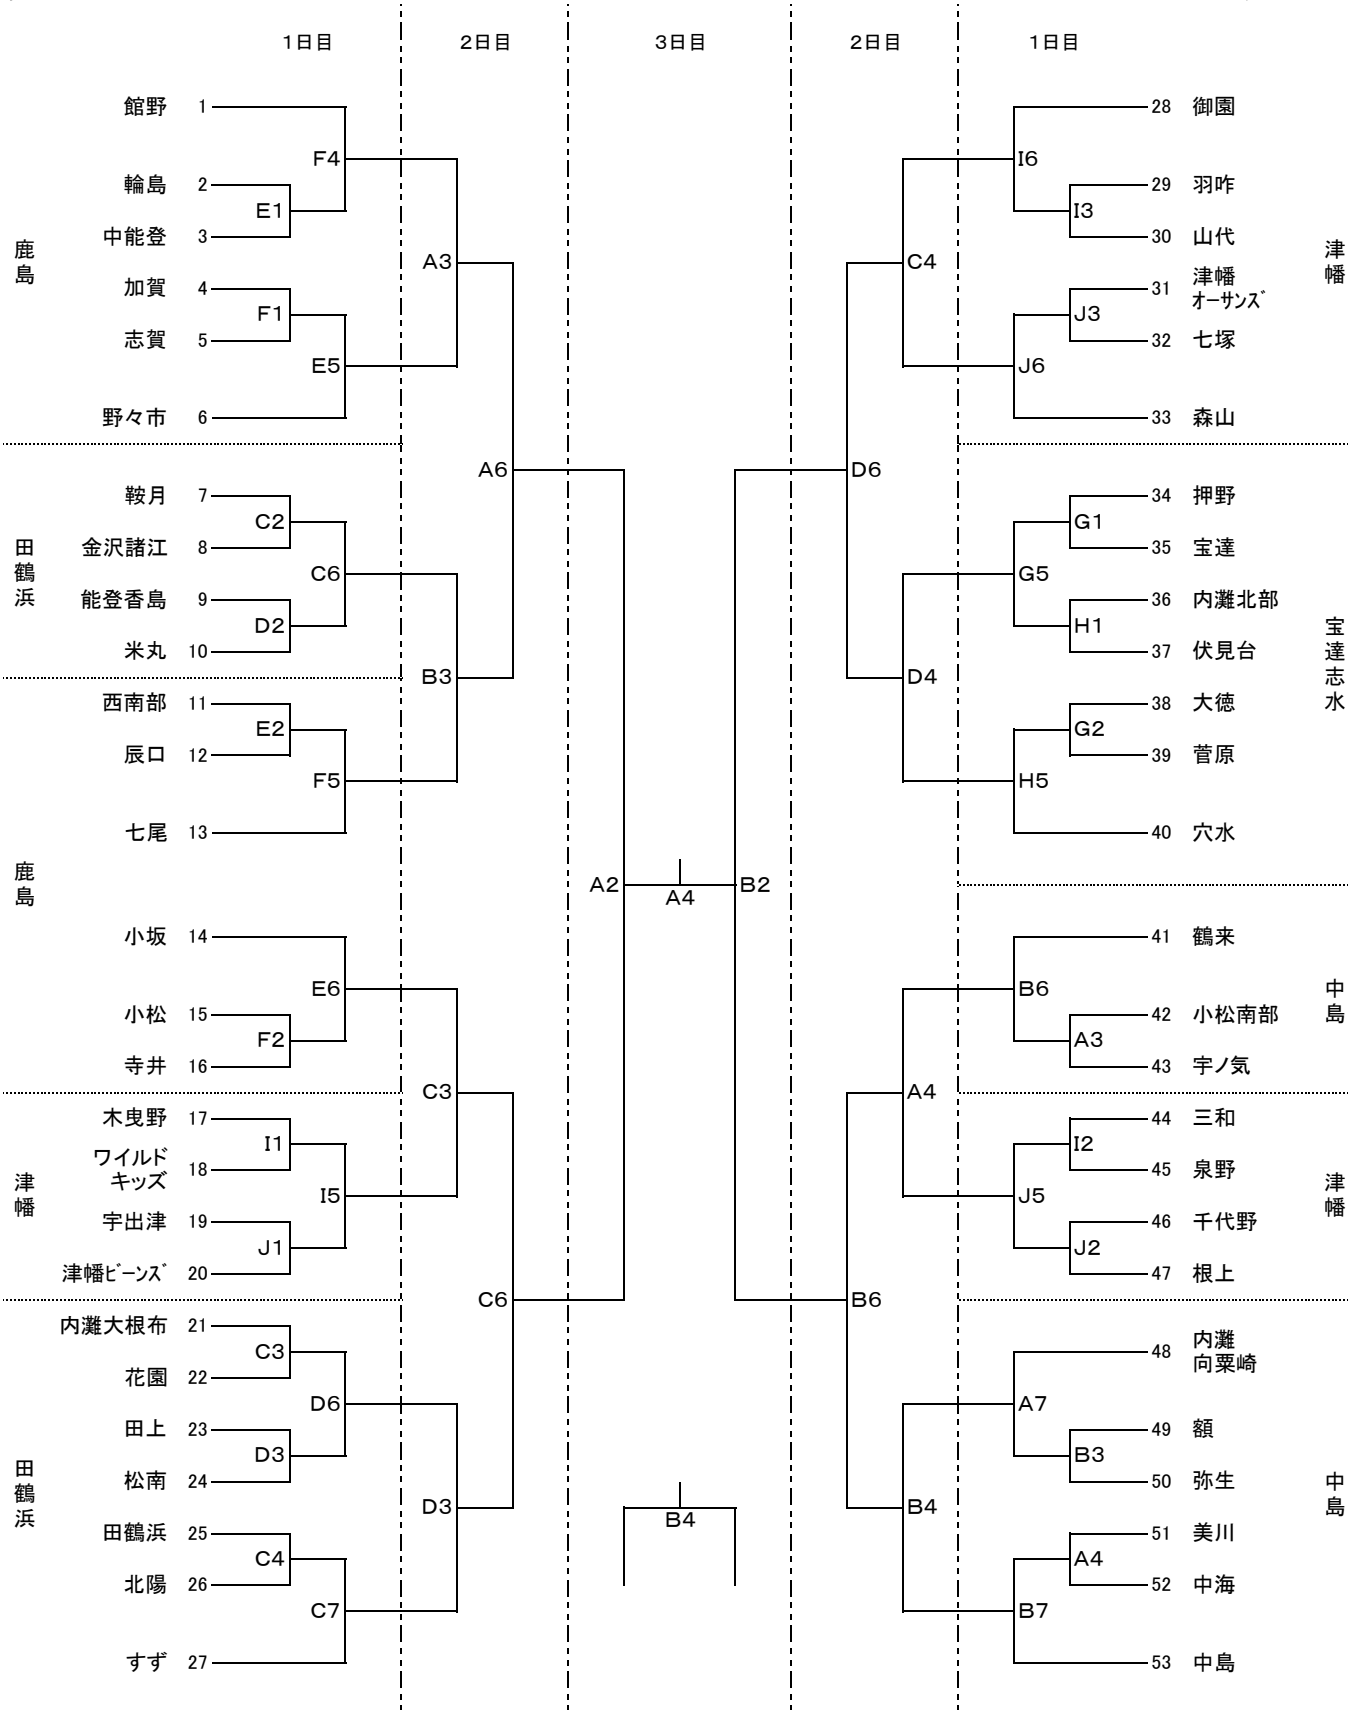 1日目 2日目 3日目 2日目 1日目
館野 1
F4
輪島 2
E1
中能登 3
鹿島
A3
加賀 4
F1
志賀 5
E5
野々市 6
A6
鞍月 7
C2
金沢諸江 8
田鶴浜
C6
能登香島 9
D2
米丸 10
B3
西南部 11
E2
辰口 12
F5
七尾 13
鹿島
A2
小坂 14
E6
小松 15
F2
寺井 16
C3
木曳野 17
I1
ワイルド
キッズ 18
津幡
I5
宇出津 19
J1
津幡ビーンズ 20
C6
内灘大根布 21
C3
花園 22
D6
田上 23
D3
松南 24
田鶴浜
D3
田鶴浜 25
C4
北陽 26
C7
すず 27
A4
B4
28 御園
I6
29 羽咋
I3
30 山代
津幡
C4
31 津幡
オーサンズ
J3
32 七塚
J6
33 森山
D6
34 押野
G1
35 宝達
G5
36 内灘北部
H1
37 伏見台
宝達志水
D4
38 大徳
G2
39 菅原
H5
40 穴水
B2
41 鶴来
B6
42 小松南部
A3
43 宇ノ気
中島
A4
44 三和
I2
45 泉野
津幡
J5
46 千代野
J2
47 根上
B6
48 内灘
向粟崎
A7
49 額
B3
50 弥生
中島
B4
51 美川
A4
52 中海
B7
53 中島